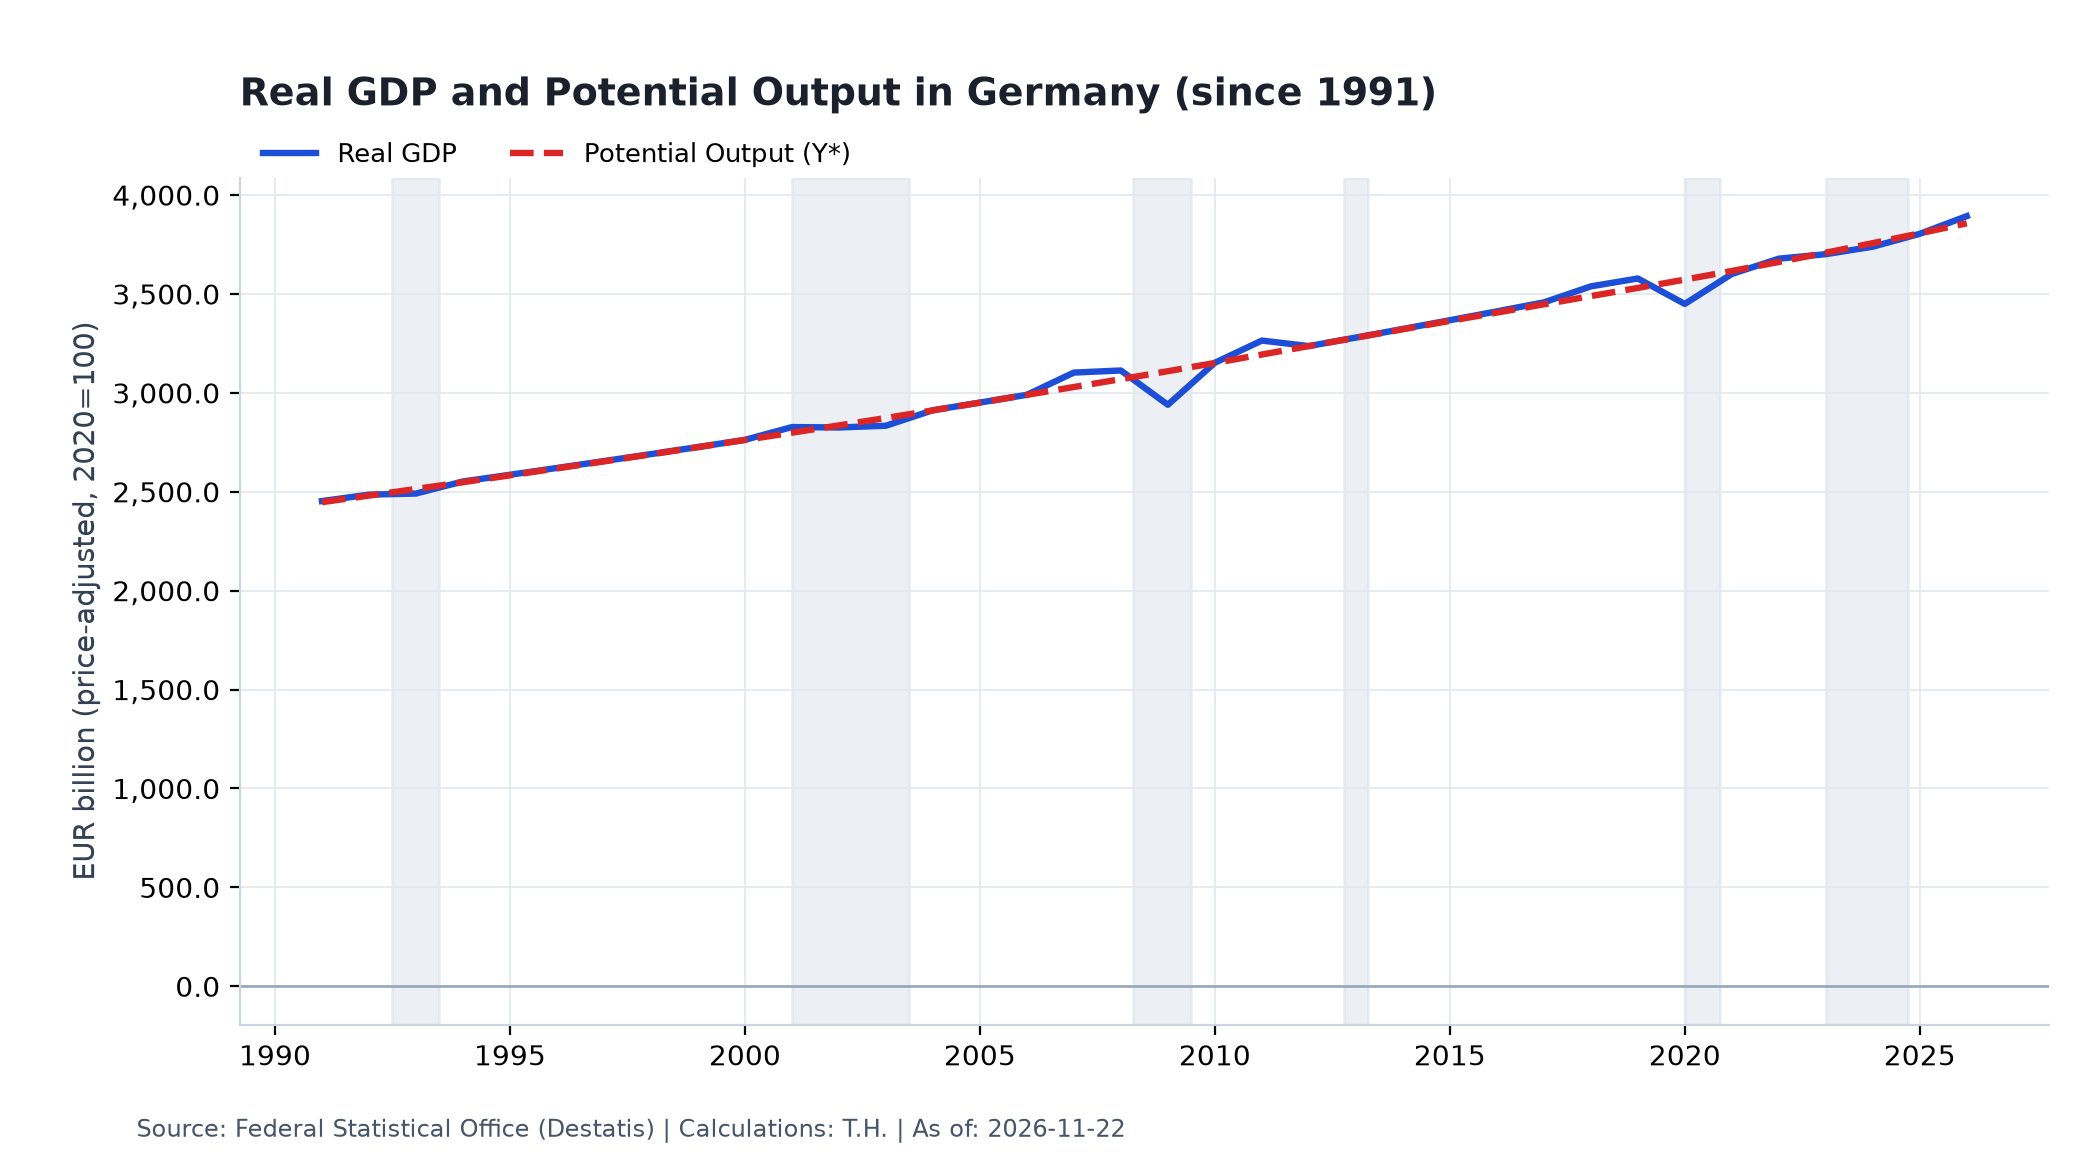 Real GDP and Potential Output in Germany (since 1991)
Real GDP
Potential Output (Y*)
EUR billion (price-adjusted, 2020=100)
4,000.0
3,500.0
3,000.0
2,500.0
2,000.0
1,500.0
1,000.0
500.0
0.0
1990 1995 2000 2005 2010 2015 2020 2025
Source: Federal Statistical Office (Destatis) | Calculations: T.H. | As of: 2026-11-22